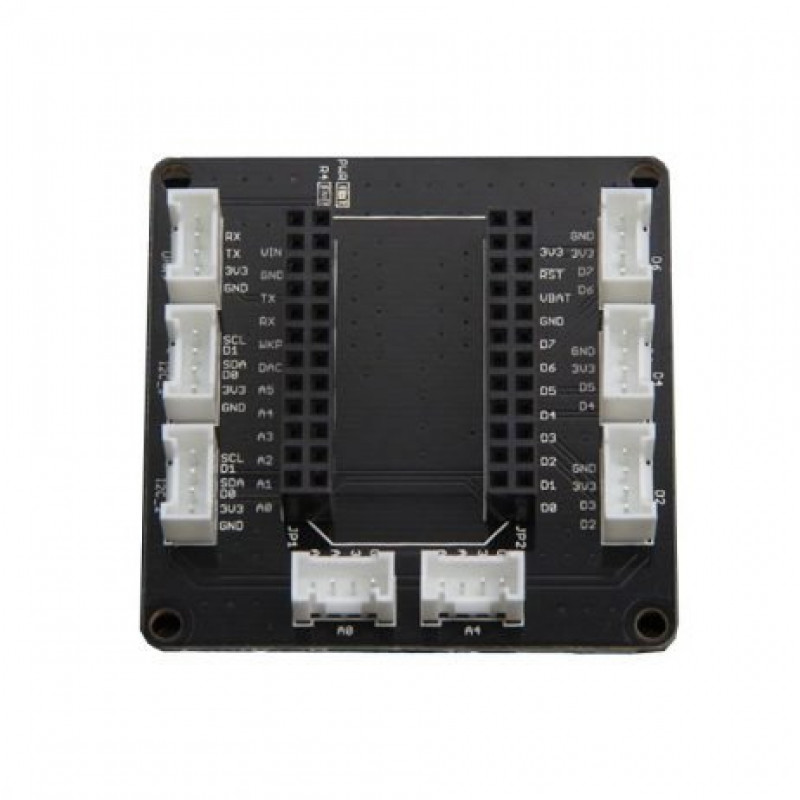 PWR
R4
RX
TX
3V3
GND
SCL
D1
SDA
D0
3V3
GND
SCL
D1
SDA
D0
3V3
GND
VIN
GND
TX
RX
WKP
DAC
A5
A4
A3
A2
A1
A0
3V3
RST
VBAT
GND
D7
D6
D5
D4
D3
D2
D1
D0
GND
3V3
D7
D6
GND
3V3
D5
D4
GND
3V3
D3
D2
D6
D4
D2
JP1
JP2
A0
A4